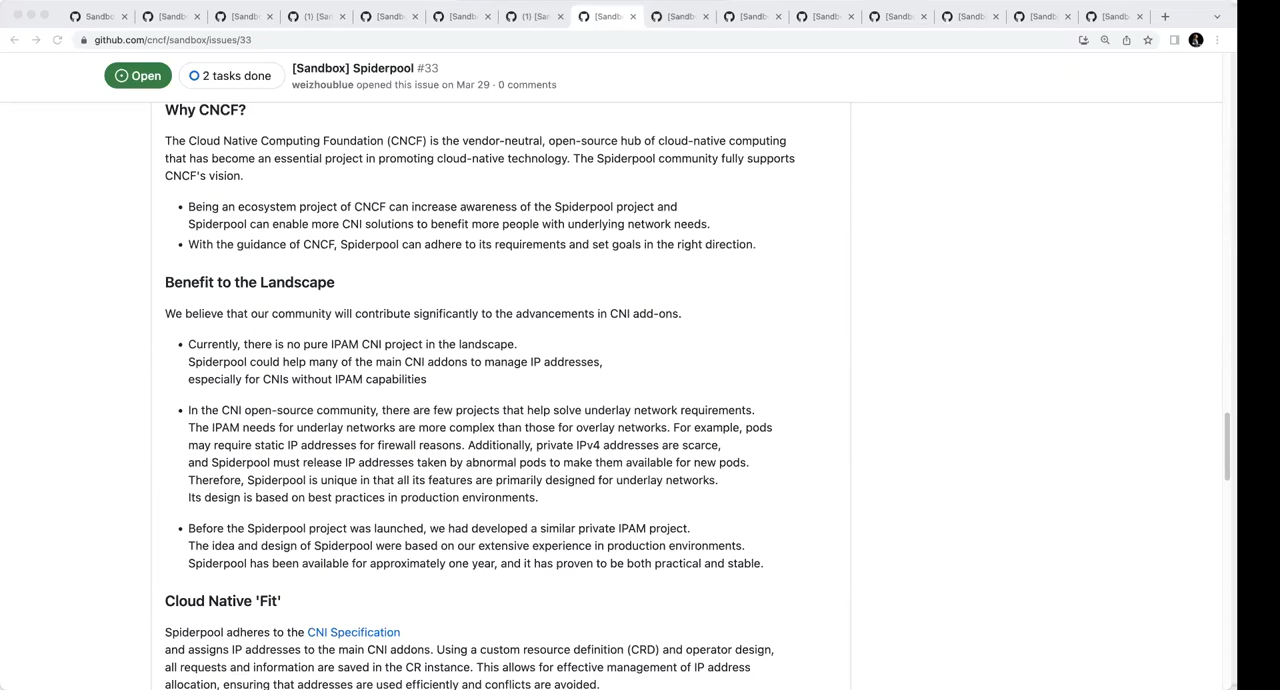 Sandbo
[Sandb
[Sandb
(1) [San
[Sandb
[Sandb
(1) [San
[Sandb
[Sandb
[Sandb
[Sandb
[Sandb
[Sandb
[Sandb
[Sandb
github.com/cncf/sandbox/issues/33
Open
2 tasks done
[Sandbox] Spiderpool #33
weizhoublue opened this issue on Mar 29 · 0 comments
Why CNCF?
The Cloud Native Computing Foundation (CNCF) is the vendor-neutral, open-source hub of cloud-native computing
that has become an essential project in promoting cloud-native technology. The Spiderpool community fully supports
CNCF's vision.
• Being an ecosystem project of CNCF can increase awareness of the Spiderpool project and
Spiderpool can enable more CNI solutions to benefit more people with underlying network needs.
• With the guidance of CNCF, Spiderpool can adhere to its requirements and set goals in the right direction.
Benefit to the Landscape
We believe that our community will contribute significantly to the advancements in CNI add-ons.
• Currently, there is no pure IPAM CNI project in the landscape.
Spiderpool could help many of the main CNI addons to manage IP addresses,
especially for CNIs without IPAM capabilities
• In the CNI open-source community, there are few projects that help solve underlay network requirements.
The IPAM needs for underlay networks are more complex than those for overlay networks. For example, pods
may require static IP addresses for firewall reasons. Additionally, private IPv4 addresses are scarce,
and Spiderpool must release IP addresses taken by abnormal pods to make them available for new pods.
Therefore, Spiderpool is unique in that all its features are primarily designed for underlay networks.
Its design is based on best practices in production environments.
• Before the Spiderpool project was launched, we had developed a similar private IPAM project.
The idea and design of Spiderpool were based on our extensive experience in production environments.
Spiderpool has been available for approximately one year, and it has proven to be both practical and stable.
Cloud Native 'Fit'
Spiderpool adheres to the CNI Specification
and assigns IP addresses to the main CNI addons. Using a custom resource definition (CRD) and operator design,
all requests and information are saved in the CR instance. This allows for effective management of IP address
allocation, ensuring that addresses are used efficiently and conflicts are avoided.